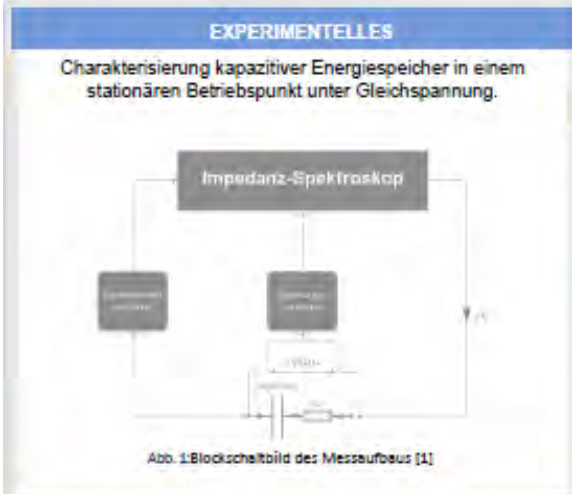 EXPERIMENTELLES
Charakterisierung kapazitiver Energiespeicher in einem
stationären Betriebspunkt unter Gleichspannung.
Impedanz-Spektroskop
Abb. 1:Blockschaltbild des Messaufbaus [1]